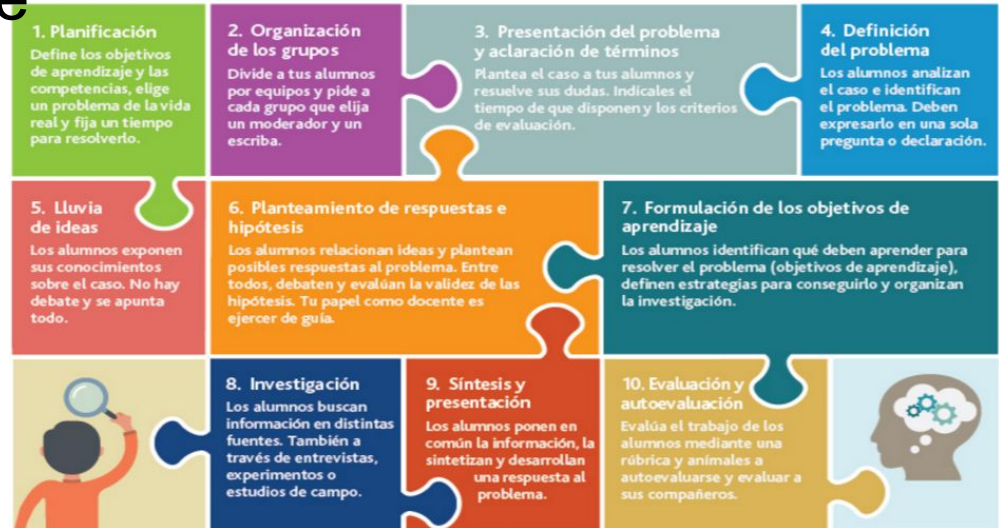 e
1. Planificación
Define los objetivos
de aprendizaje y las
competencias, elige
un problema de la vida
real y fija un tiempo
para resolverlo.
2. Organización
de los grupos
Divide a tus alumnos
por equipos y pide a
cada grupo que elija
un moderador y un
escriba.
3. Presentación del problema
y aclaración de términos
Plantea el caso a tus alumnos y
resuelve sus dudas. Indícales el
tiempo de que disponen y los criterios
de evaluación.
4. Definición
del problema
Los alumnos analizan
el caso e identifican
el problema. Deben
expresarlo en una sola
pregunta o declaración.
5. Lluvia
de ideas
Los alumnos exponen
sus conocimientos
sobre el caso. No hay
debate y se apunta
todo.
6. Planteamiento de respuestas e
hipótesis
Los alumnos relacionan ideas y plantean
posibles respuestas al problema. Entre
todos, debaten y evalúan la validez de las
hipótesis. Tu papel como docente es
ejercer de guía.
7. Formulación de los objetivos de
aprendizaje
Los alumnos identifican qué deben aprender para
resolver el problema (objetivos de aprendizaje),
definen estrategias para conseguirlo y organizan
la investigación.
8. Investigación
Los alumnos buscan
información en distintas
fuentes. También a
través de entrevistas,
experimentos o
estudios de campo.
9. Síntesis y
presentación
Los alumnos ponen en
común la información, la
sintetizan y desarrollan
una respuesta al
problema.
10. Evaluación y
autoevaluación
Evalúa el trabajo de los
alumnos mediante una
rúbrica y anímales a
autoevaluarse y evaluar a
sus compañeros.